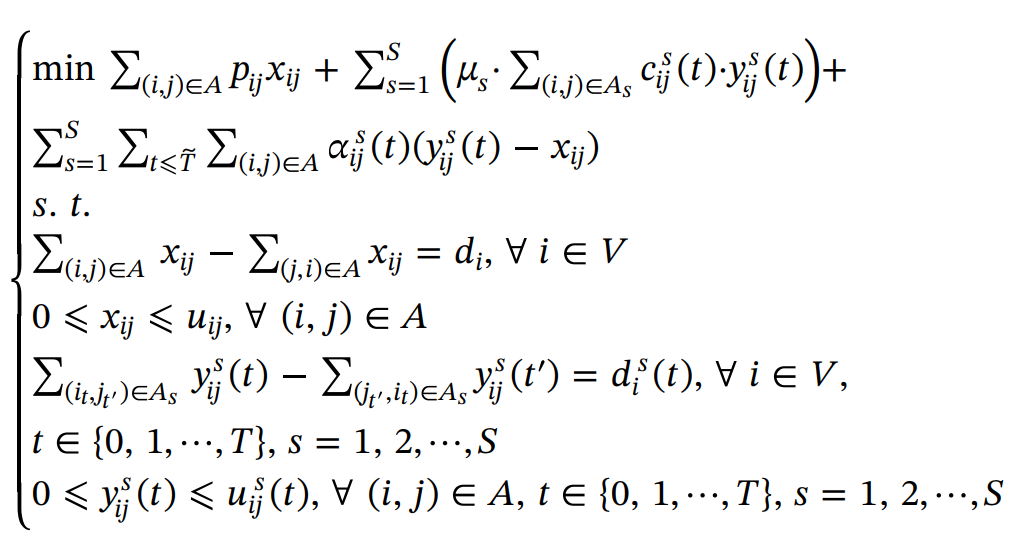 min ∑_{(i,j)∈A} p_{ij}x_{ij} + ∑_{s=1}^{S} (μ_s· ∑_{(i,j)∈A_s} c_{ij}^{s}(t)·y_{ij}^{s}(t))+
∑_{s=1}^{S} ∑_{t⩽T̃} ∑_{(i,j)∈A} α_{ij}^{s}(t)(y_{ij}^{s}(t) − x_{ij})
s. t.
∑_{(i,j)∈A} x_{ij} − ∑_{(j,i)∈A} x_{ij} = d_i, ∀ i ∈ V
0 ⩽ x_{ij} ⩽ u_{ij}, ∀ (i, j) ∈ A
∑_{(i_t,j_{t′})∈A_s} y_{ij}^{s}(t) − ∑_{(j_{t′},i_t)∈A_s} y_{ij}^{s}(t′) = d_i^{s}(t), ∀ i ∈ V,
t ∈ {0, 1,⋯,T}, s = 1, 2,⋯,S
0 ⩽ y_{ij}^{s}(t) ⩽ u_{ij}^{s}(t), ∀ (i, j) ∈ A, t ∈ {0, 1,⋯,T}, s = 1, 2,⋯,S